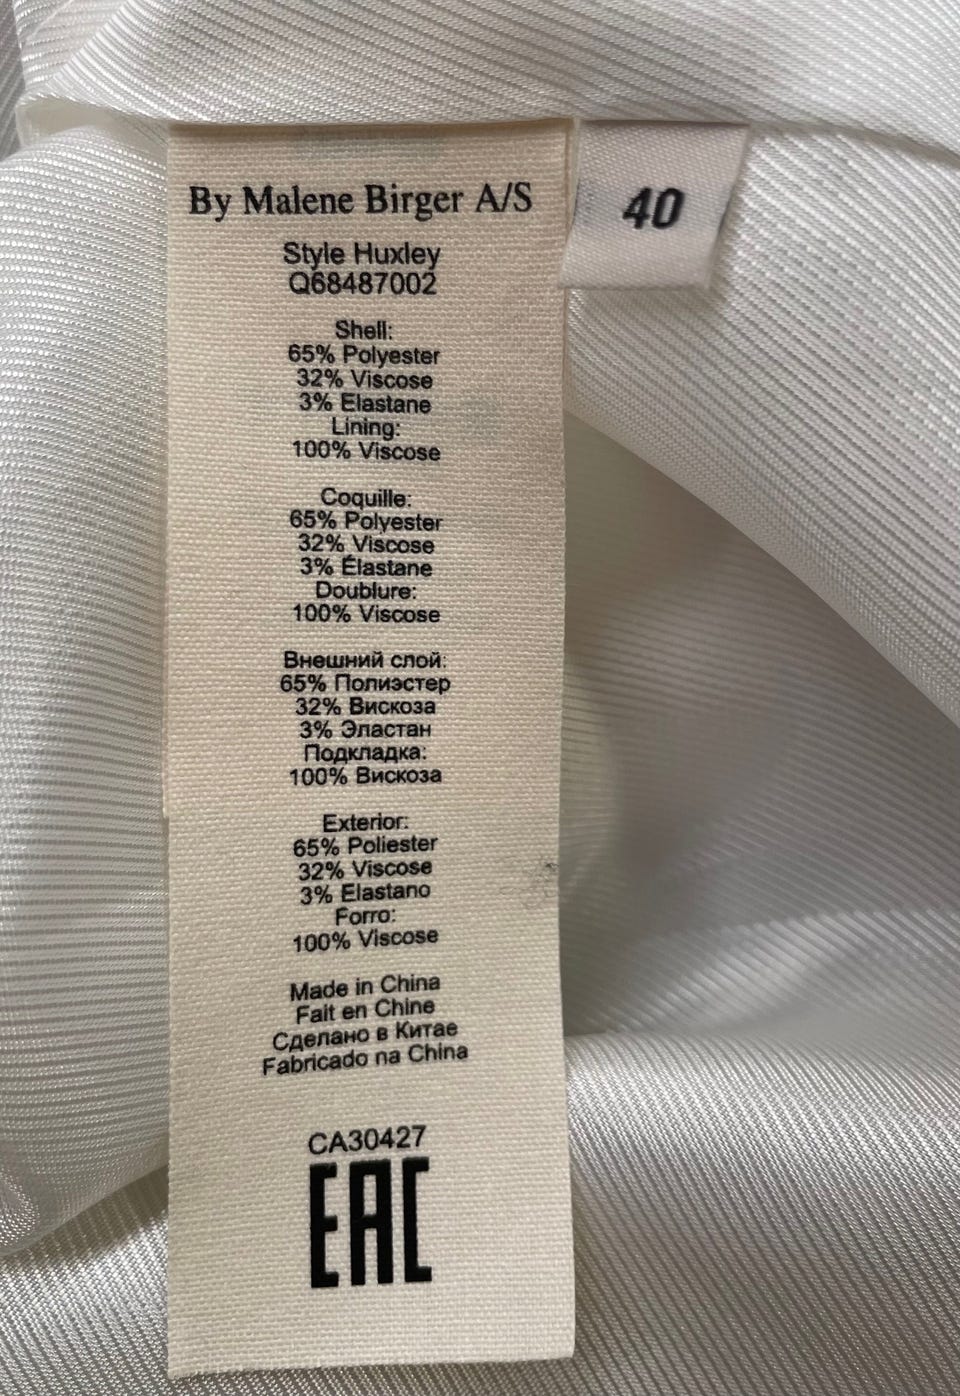 By Malene Birger A/S
40
Style Huxley
Q68487002
Shell:
65% Polyester
32% Viscose
3% Elastane
Lining:
100% Viscose
Coquille:
65% Polyester
32% Viscose
3% Élastane
Doublure:
100% Viscose
Внешний слой:
65% Полиэстер
32% Вискоза
3% Эластан
Подкладка:
100% Вискоза
Exterior:
65% Poliester
32% Viscose
3% Elastano
Forro:
100% Viscose
Made in China
Fait en Chine
Сделано в Китае
Fabricado na China
CA30427
EAC